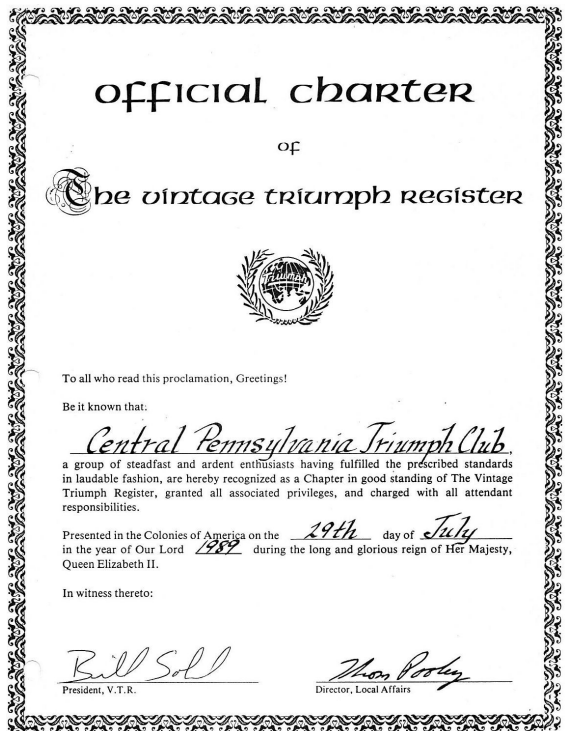 official charter
of
The vintage triumph register
Triumph
To all who read this proclamation, Greetings!
Be it known that:
Central Pennsylvania Triumph Club,
a group of steadfast and ardent enthusiasts having fulfilled the prescribed standards
in laudable fashion, are hereby recognized as a Chapter in good standing of The Vintage
Triumph Register, granted all associated privileges, and charged with all attendant
responsibilities.
Presented in the Colonies of America on the 29th day of July
in the year of Our Lord 1989 during the long and glorious reign of Her Majesty,
Queen Elizabeth II.
In witness thereto:
Bill Sohl Thom Pooley
President, V.T.R. Director, Local Affairs